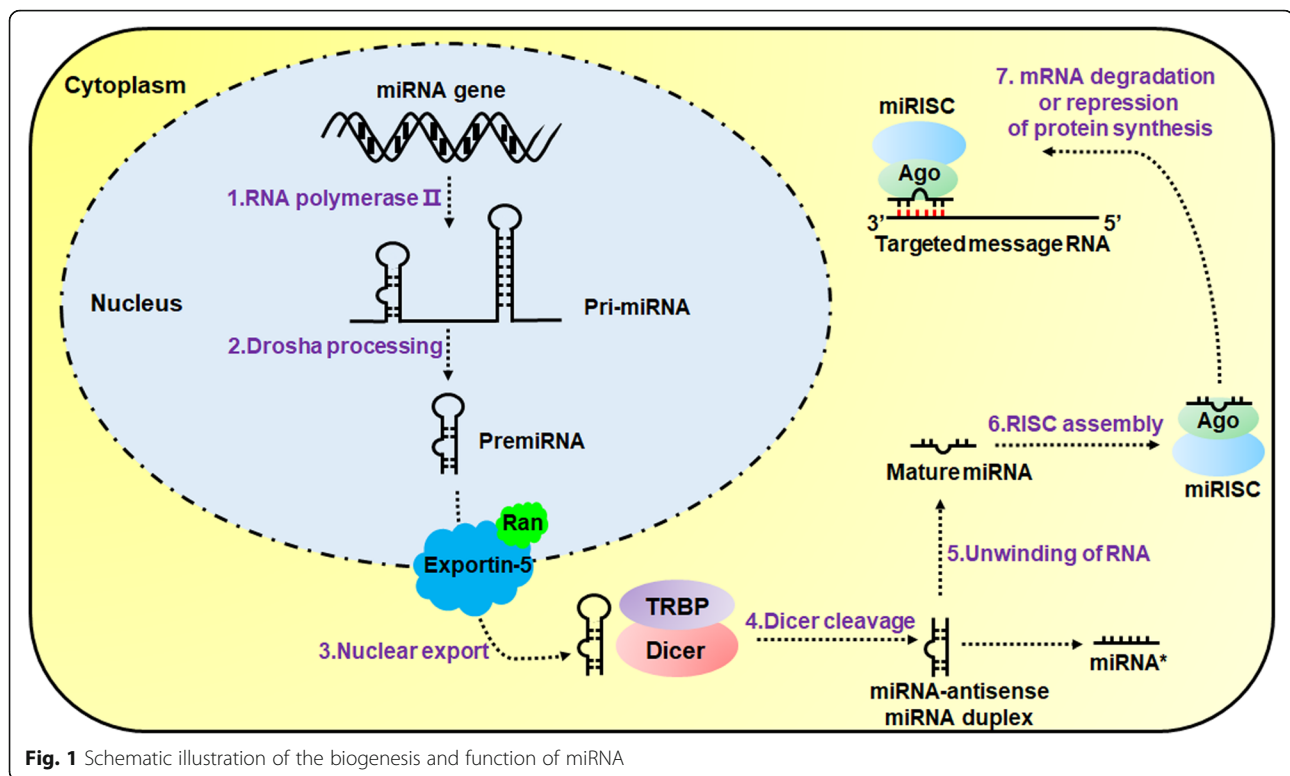 Cytoplasm
miRNA gene
1.RNA polymerase II
Nucleus
Pri-miRNA
2.Drosha processing
PremiRNA
Ran
Exportin-5
3.Nuclear export
TRBP
Dicer
4.Dicer cleavage
miRNA-antisense
miRNA duplex
miRNA*
5.Unwinding of RNA
Mature miRNA
6.RISC assembly
Ago
miRISC
7. mRNA degradation
or repression
of protein synthesis
miRISC
Ago
3’
5’
Targeted message RNA
Fig. 1 Schematic illustration of the biogenesis and function of miRNA